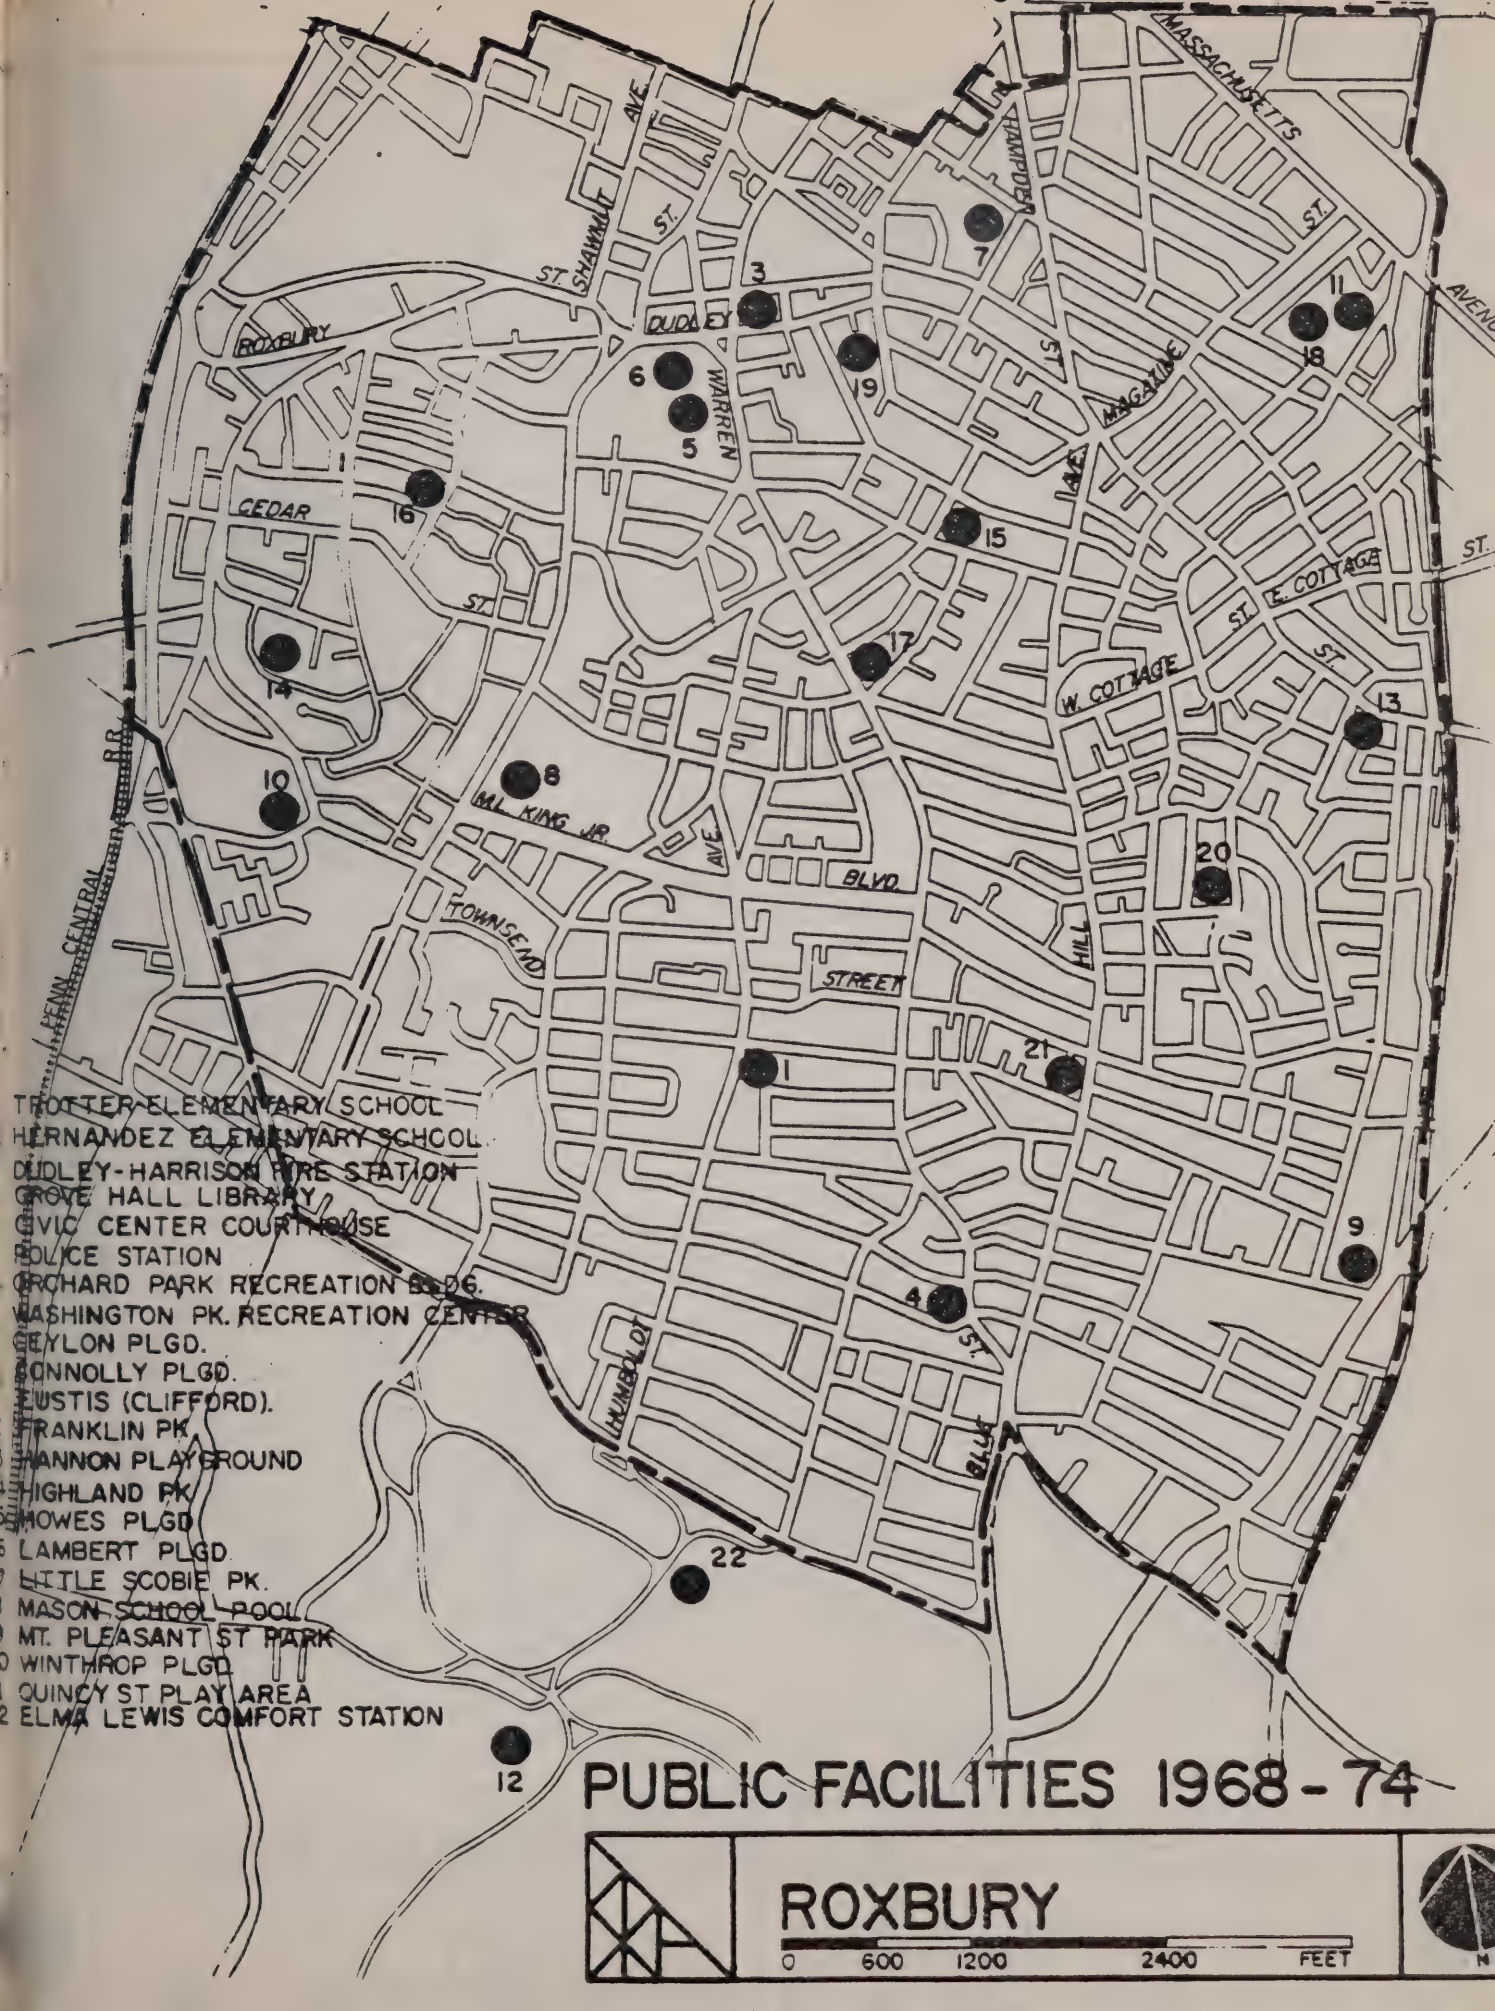 MASSACHUSETTS
AVE.
HAMPDEN
ST.
ST.
SHAWMUT
ST.
7
3
11
AVENU
DUDLEY
ROXBURY
ST.
18
6
WARREN
19
MAGAZINE
5
AVE.
CEDAR
16
15
ST.
E. COTTAGE
ST.
ST.
17
ST.
W. COTTAGE
14
13
R.R.
10
8
M.L. KING JR.
AVE.
20
BLVD.
PENN CENTRAL
TOWNSEND
HILL
STREET
21
1
TROTTER ELEMENTARY SCHOOL
HERNANDEZ ELEMENTARY SCHOOL
DUDLEY-HARRISON FIRE STATION
GROVE HALL LIBRARY
CIVIC CENTER COURTHOUSE
POLICE STATION
ORCHARD PARK RECREATION BLDG.
WASHINGTON PK. RECREATION CENTER
CEYLON PLGD.
CONNOLLY PLGD.
EUSTIS (CLIFFORD).
FRANKLIN PK.
HANNON PLAYGROUND
HIGHLAND PK
HOWES PLGD
LAMBERT PLGD.
LITTLE SCOBIE PK.
MASON SCHOOL POOL
MT. PLEASANT ST PARK
WINTHROP PLGD.
QUINCY ST PLAY AREA
2 ELMA LEWIS COMFORT STATION
9
4
ST.
HUMBOLDT
BLUE
22
12
PUBLIC FACILITIES 1968-74
ROXBURY
0 600 1200 2400 FEET
N